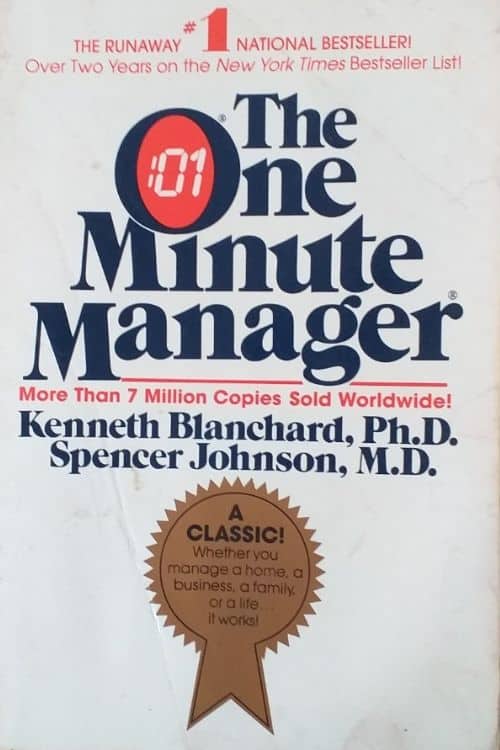 THE RUNAWAY #1 NATIONAL BESTSELLER!
Over Two Years on the New York Times Bestseller List!
The
One®
:01
Minute
Manager®
More Than 7 Million Copies Sold Worldwide!
Kenneth Blanchard, Ph.D.
Spencer Johnson, M.D.
A
CLASSIC!
Whether you
manage a home, a
business, a family,
or a life...
it works!